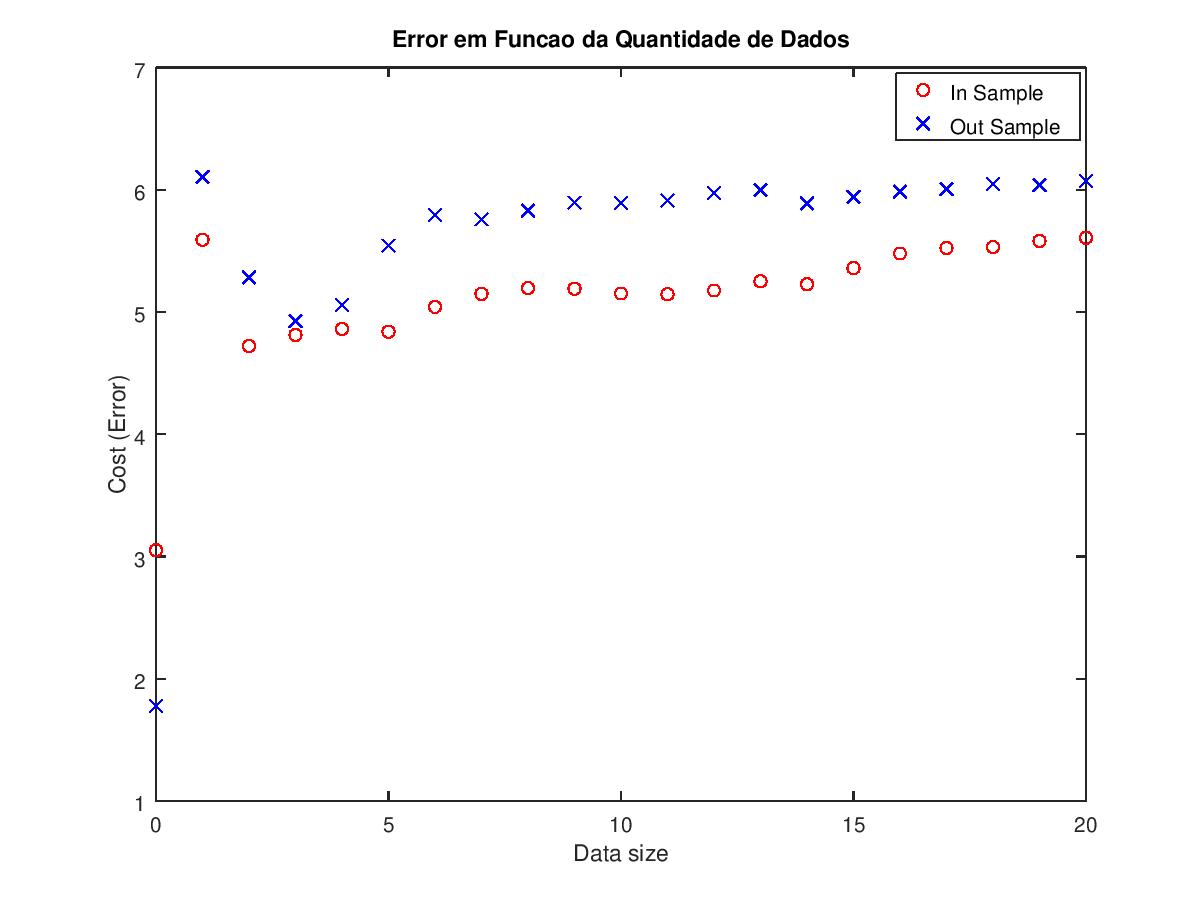 Error em Funcao da Quantidade de Dados
In Sample
Out Sample
7
6
5
4
3
2
1
Cost (Error)
0 5 10 15 20
Data size